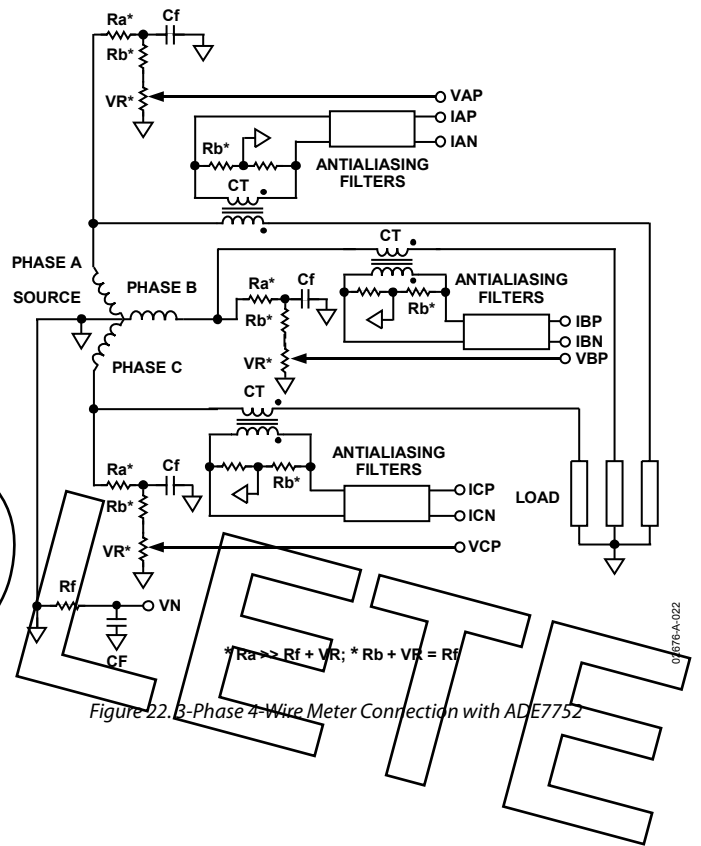 Ra*
Cf
Rb*
VR*
VAP
IAP
IAN
Rb*
ANTIALIASING
FILTERS
CT
CT
PHASE A
PHASE B
SOURCE
Ra*
Cf
ANTIALIASING
FILTERS
Rb*
Rb*
IBP
IBN
VR*
VBP
PHASE C
CT
ANTIALIASING
FILTERS
Ra*
Cf
Rb*
Rb*
ICP
ICN
LOAD
VR*
VCP
Rf
VN
CF
* Ra >> Rf + VR; * Rb + VR = Rf
02676-A-022
Figure 22. 3-Phase 4-Wire Meter Connection with ADE7752
LETE